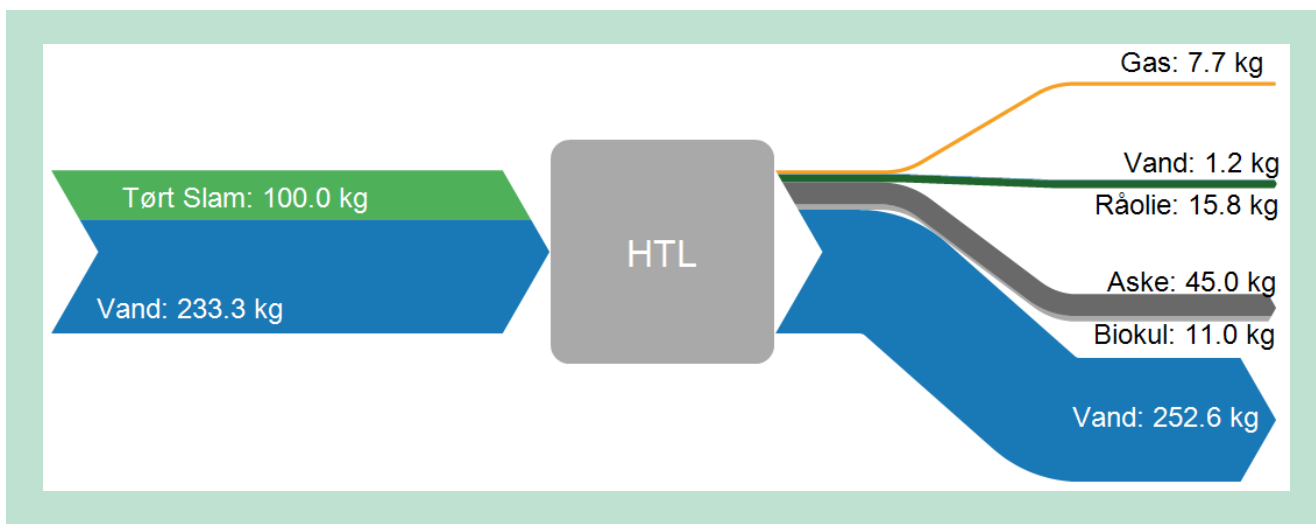 Gas: 7.7 kg
Tørt Slam: 100.0 kg
Vand: 233.3 kg
HTL
Vand: 1.2 kg
Råolie: 15.8 kg
Aske: 45.0 kg
Biokul: 11.0 kg
Vand: 252.6 kg